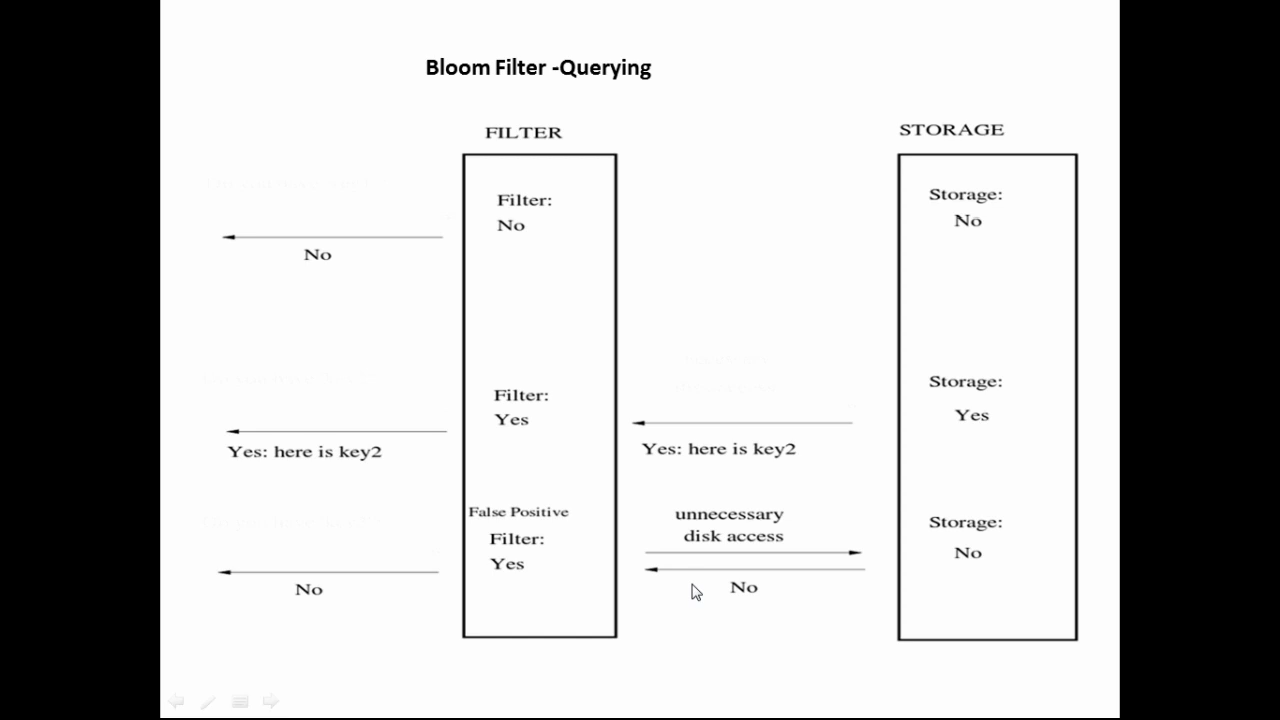 Bloom Filter -Querying
FILTER
STORAGE
Filter:
No
Storage:
No
No
Filter:
Yes
Storage:
Yes
Yes: here is key2
Yes: here is key2
False Positive
Filter:
Yes
unnecessary
disk access
Storage:
No
No
No